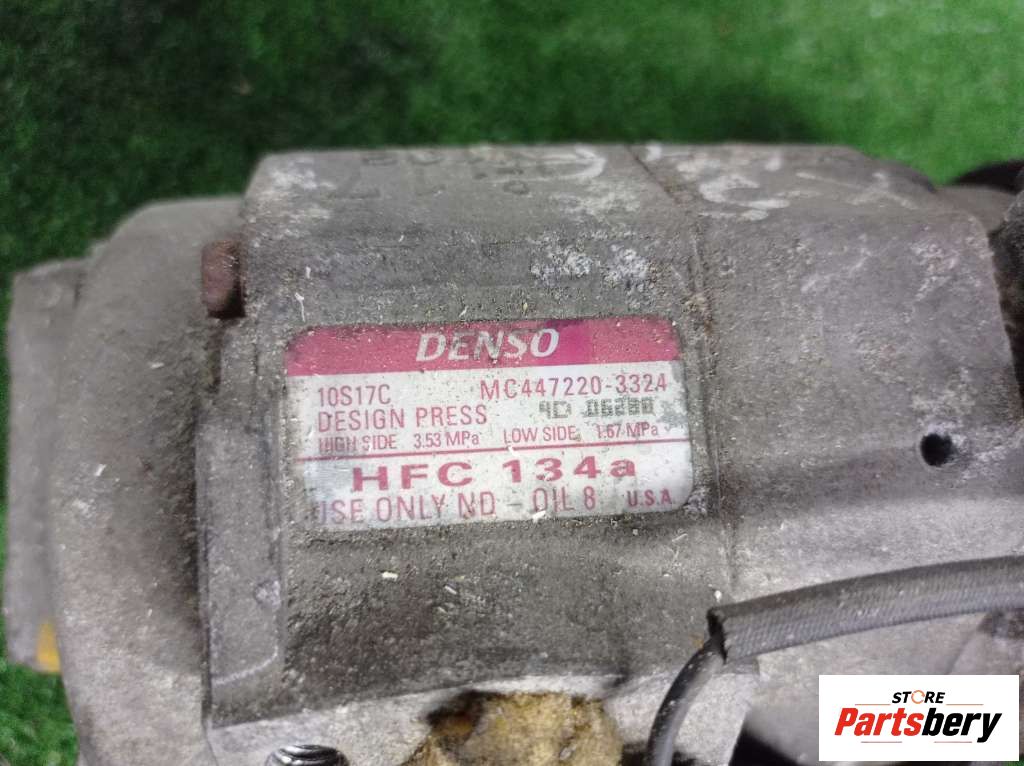 DENSO
10S17C MC447220-3324
DESIGN PRESS
HIGH SIDE 3.53 MPa LOW SIDE 1.67 MPa
HFC 134a
USE ONLY ND - OIL 8 U.S.A.
STORE
Partsbery